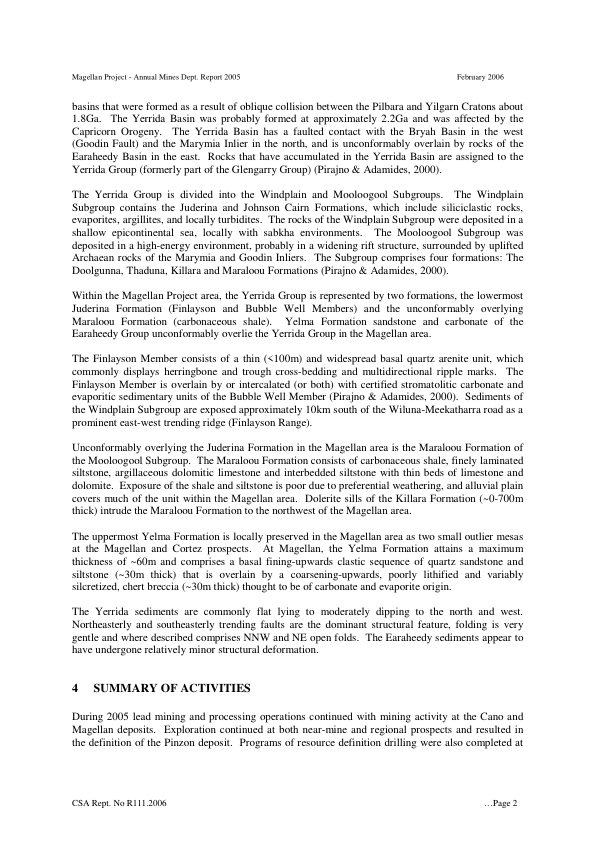 Magellan Project - Annual Mines Dept. Report 2005 February 2006
basins that were formed as a result of oblique collision between the Pilbara and Yilgarn Cratons about
1.8Ga. The Yerrida Basin was probably formed at approximately 2.2Ga and was affected by the
Capricorn Orogeny. The Yerrida Basin has a faulted contact with the Bryah Basin in the west
(Goodin Fault) and the Marymia Inlier in the north, and is unconformably overlain by rocks of the
Earaheedy Basin in the east. Rocks that have accumulated in the Yerrida Basin are assigned to the
Yerrida Group (formerly part of the Glengarry Group) (Pirajno & Adamides, 2000).
The Yerrida Group is divided into the Windplain and Mooloogool Subgroups. The Windplain
Subgroup contains the Juderina and Johnson Cairn Formations, which include siliciclastic rocks,
evaporites, argillites, and locally turbidites. The rocks of the Windplain Subgroup were deposited in a
shallow epicontinental sea, locally with sabkha environments. The Mooloogool Subgroup was
deposited in a high-energy environment, probably in a widening rift structure, surrounded by uplifted
Archaean rocks of the Marymia and Goodin Inliers. The Subgroup comprises four formations: The
Doolgunna, Thaduna, Killara and Maraloou Formations (Pirajno & Adamides, 2000).
Within the Magellan Project area, the Yerrida Group is represented by two formations, the lowermost
Juderina Formation (Finlayson and Bubble Well Members) and the unconformably overlying
Maraloou Formation (carbonaceous shale). Yelma Formation sandstone and carbonate of the
Earaheedy Group unconformably overlie the Yerrida Group in the Magellan area.
The Finlayson Member consists of a thin (<100m) and widespread basal quartz arenite unit, which
commonly displays herringbone and trough cross-bedding and multidirectional ripple marks. The
Finlayson Member is overlain by or intercalated (or both) with certified stromatolitic carbonate and
evaporitic sedimentary units of the Bubble Well Member (Pirajno & Adamides, 2000). Sediments of
the Windplain Subgroup are exposed approximately 10km south of the Wiluna-Meekatharra road as a
prominent east-west trending ridge (Finlayson Range).
Unconformably overlying the Juderina Formation in the Magellan area is the Maraloou Formation of
the Mooloogool Subgroup. The Maraloou Formation consists of carbonaceous shale, finely laminated
siltstone, argillaceous dolomitic limestone and interbedded siltstone with thin beds of limestone and
dolomite. Exposure of the shale and siltstone is poor due to preferential weathering, and alluvial plain
covers much of the unit within the Magellan area. Dolerite sills of the Killara Formation (~0-700m
thick) intrude the Maraloou Formation to the northwest of the Magellan area.
The uppermost Yelma Formation is locally preserved in the Magellan area as two small outlier mesas
at the Magellan and Cortez prospects. At Magellan, the Yelma Formation attains a maximum
thickness of ~60m and comprises a basal fining-upwards clastic sequence of quartz sandstone and
siltstone (~30m thick) that is overlain by a coarsening-upwards, poorly lithified and variably
silcretized, chert breccia (~30m thick) thought to be of carbonate and evaporite origin.
The Yerrida sediments are commonly flat lying to moderately dipping to the north and west.
Northeasterly and southeasterly trending faults are the dominant structural feature, folding is very
gentle and where described comprises NNW and NE open folds. The Earaheedy sediments appear to
have undergone relatively minor structural deformation.
4 SUMMARY OF ACTIVITIES
During 2005 lead mining and processing operations continued with mining activity at the Cano and
Magellan deposits. Exploration continued at both near-mine and regional prospects and resulted in
the definition of the Pinzon deposit. Programs of resource definition drilling were also completed at
CSA Rept. No R111.2006 …Page 2